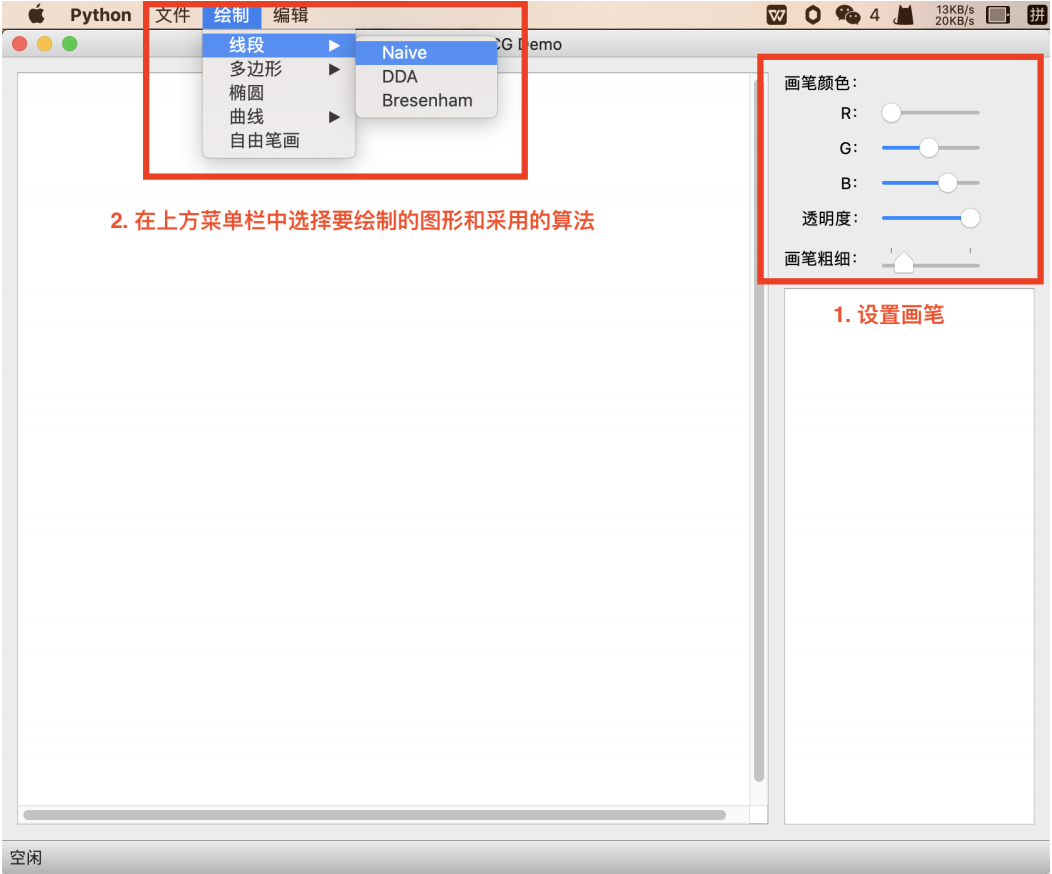 Python 文件 绘制 编辑 4 13KB/s 拼
20KB/s
CG Demo
线段
多边形
椭圆
曲线
自由笔画
Naive
DDA
Bresenham
2. 在上方菜单栏中选择要绘制的图形和采用的算法
画笔颜色:
R:
G:
B:
透明度:
画笔粗细:
1. 设置画笔
空闲